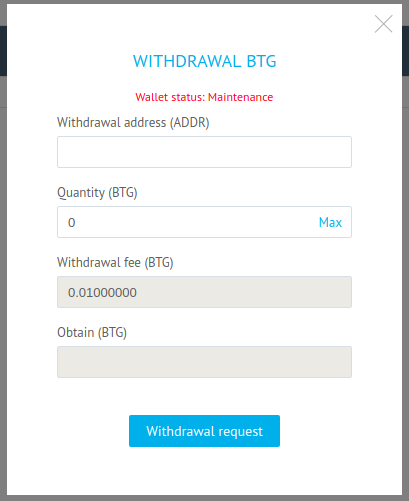 WITHDRAWAL BTG
Wallet status: Maintenance
Withdrawal address (ADDR)
Quantity (BTG)
0 Max
Withdrawal fee (BTG)
0.01000000
Obtain (BTG)
Withdrawal request